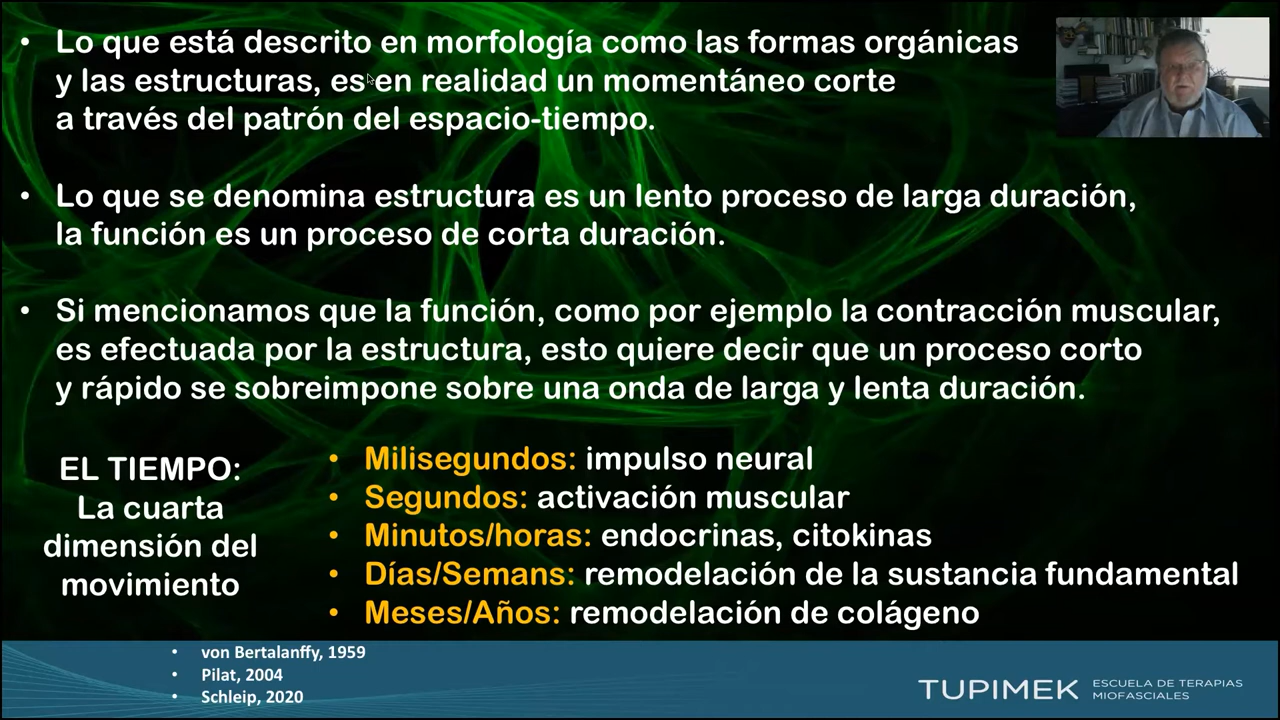 • Lo que está descrito en morfología como las formas orgánicas
y las estructuras, es en realidad un momentáneo corte
a través del patrón del espacio-tiempo.
• Lo que se denomina estructura es un lento proceso de larga duración,
la función es un proceso de corta duración.
• Si mencionamos que la función, como por ejemplo la contracción muscular,
es efectuada por la estructura, esto quiere decir que un proceso corto
y rápido se sobreimpone sobre una onda de larga y lenta duración.
EL TIEMPO:
La cuarta
dimensión del
movimiento
• Milisegundos: impulso neural
• Segundos: activación muscular
• Minutos/horas: endocrinas, citokinas
• Días/Semans: remodelación de la sustancia fundamental
• Meses/Años: remodelación de colágeno
• von Bertalanffy, 1959
• Pilat, 2004
• Schleip, 2020
TUPIMEK
ESCUELA DE TERAPIAS
MIOFASCIALES